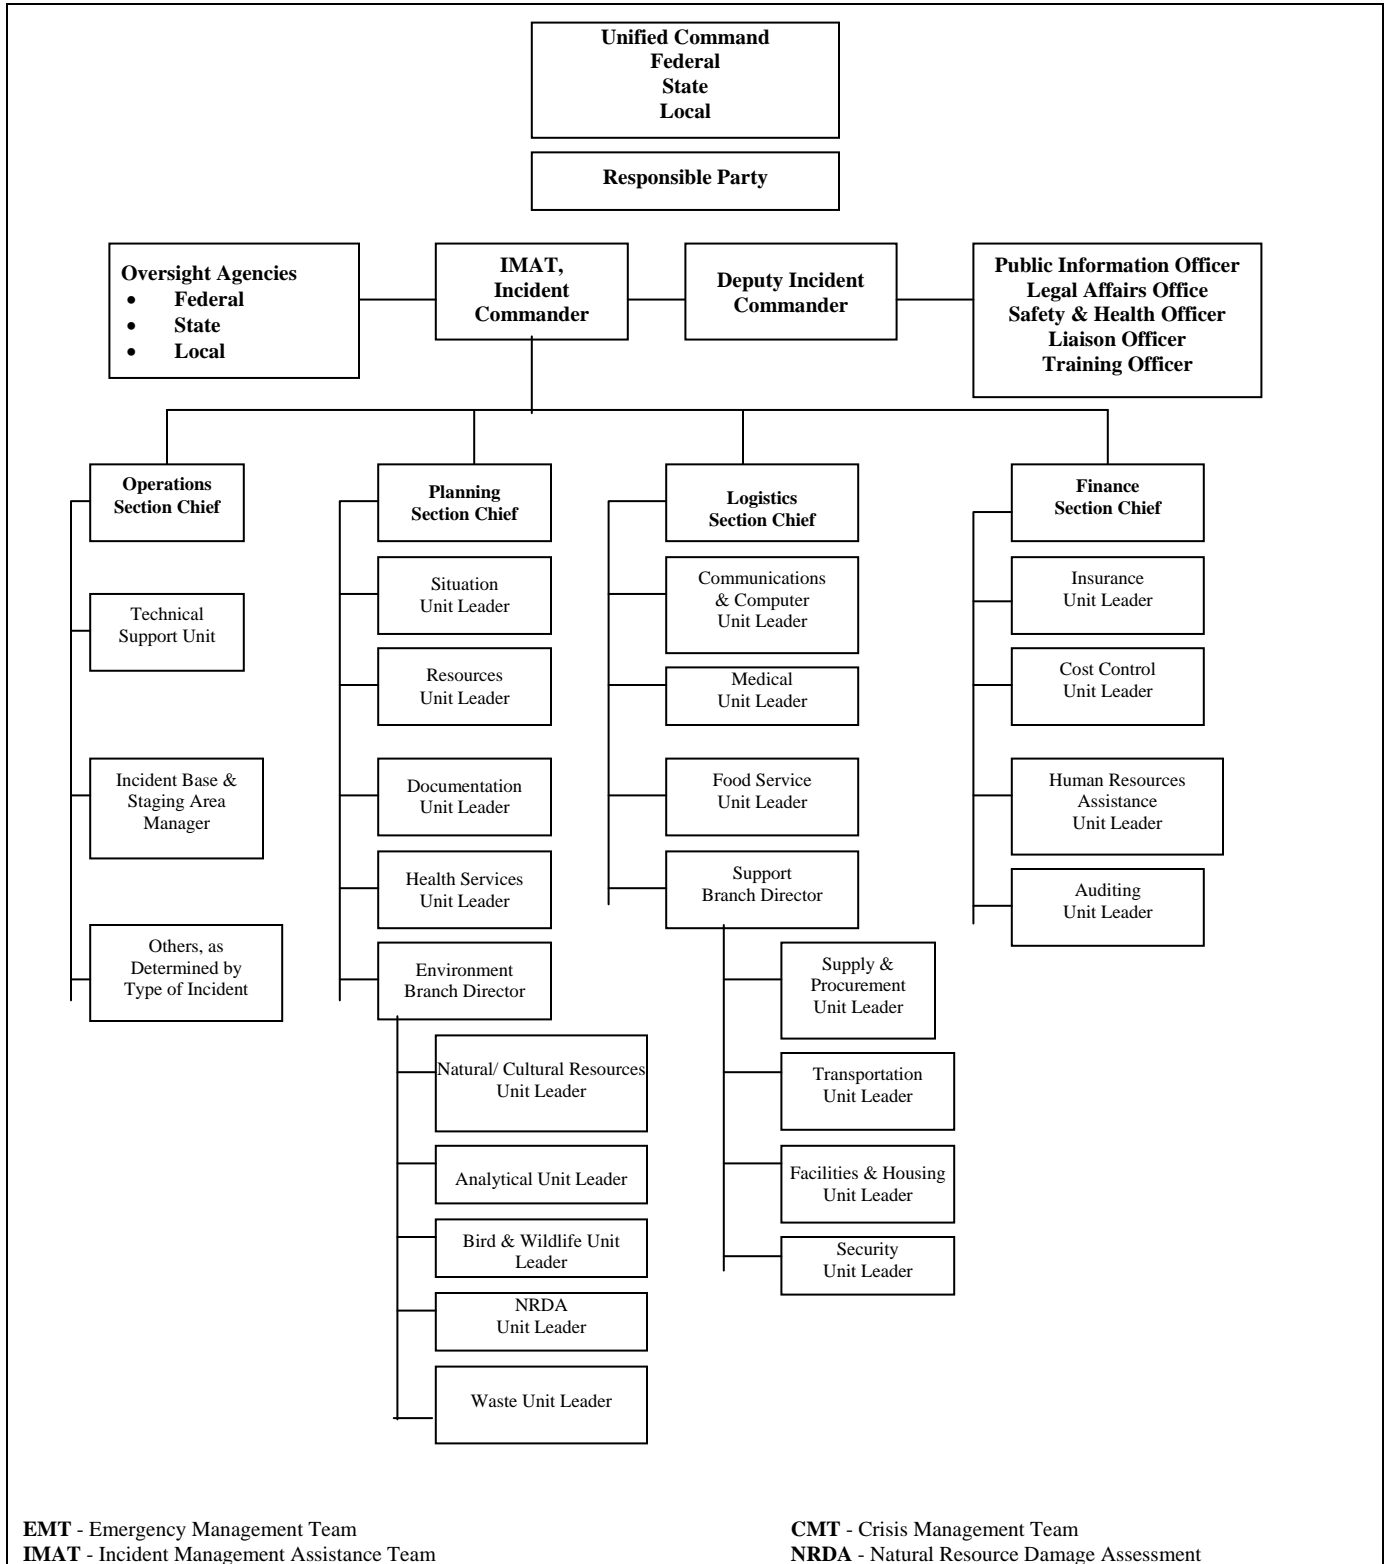 Unified Command
Federal
State
Local
Responsible Party
Oversight Agencies
• Federal
• State
• Local
IMAT,
Incident
Commander
Deputy Incident
Commander
Public Information Officer
Legal Affairs Office
Safety & Health Officer
Liaison Officer
Training Officer
Operations
Section Chief
Technical
Support Unit
Incident Base &
Staging Area
Manager
Others, as
Determined by
Type of Incident
Planning
Section Chief
Situation
Unit Leader
Resources
Unit Leader
Documentation
Unit Leader
Health Services
Unit Leader
Environment
Branch Director
Natural/ Cultural Resources
Unit Leader
Analytical Unit Leader
Bird & Wildlife Unit
Leader
NRDA
Unit Leader
Waste Unit Leader
Logistics
Section Chief
Communications
& Computer
Unit Leader
Medical
Unit Leader
Food Service
Unit Leader
Support
Branch Director
Supply &
Procurement
Unit Leader
Transportation
Unit Leader
Facilities & Housing
Unit Leader
Security
Unit Leader
Finance
Section Chief
Insurance
Unit Leader
Cost Control
Unit Leader
Human Resources
Assistance
Unit Leader
Auditing
Unit Leader
EMT - Emergency Management Team
IMAT - Incident Management Assistance Team
CMT - Crisis Management Team
NRDA - Natural Resource Damage Assessment